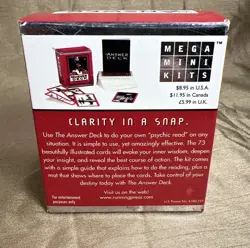 THE
ANSWER
DECK
MEGA
MINI
KITS
TM
$8.95 in U.S.A.
$11.95 in Canada
£5.99 in U.K.
CLARITY IN A SNAP.
Use The Answer Deck to do your own "psychic read" on any
situation. It is simple to use, yet amazingly effective. The 73
beautifully illustrated cards will evoke your inner wisdom, deepen
your insight, and reveal the best course of action. The kit comes
with a simple guide that explains how to do the reading, plus a
mat that shows where to place the cards. Take control of your
destiny today with The Answer Deck.
Visit us on the web!
www.runningpress.com
For entertainment
purposes only